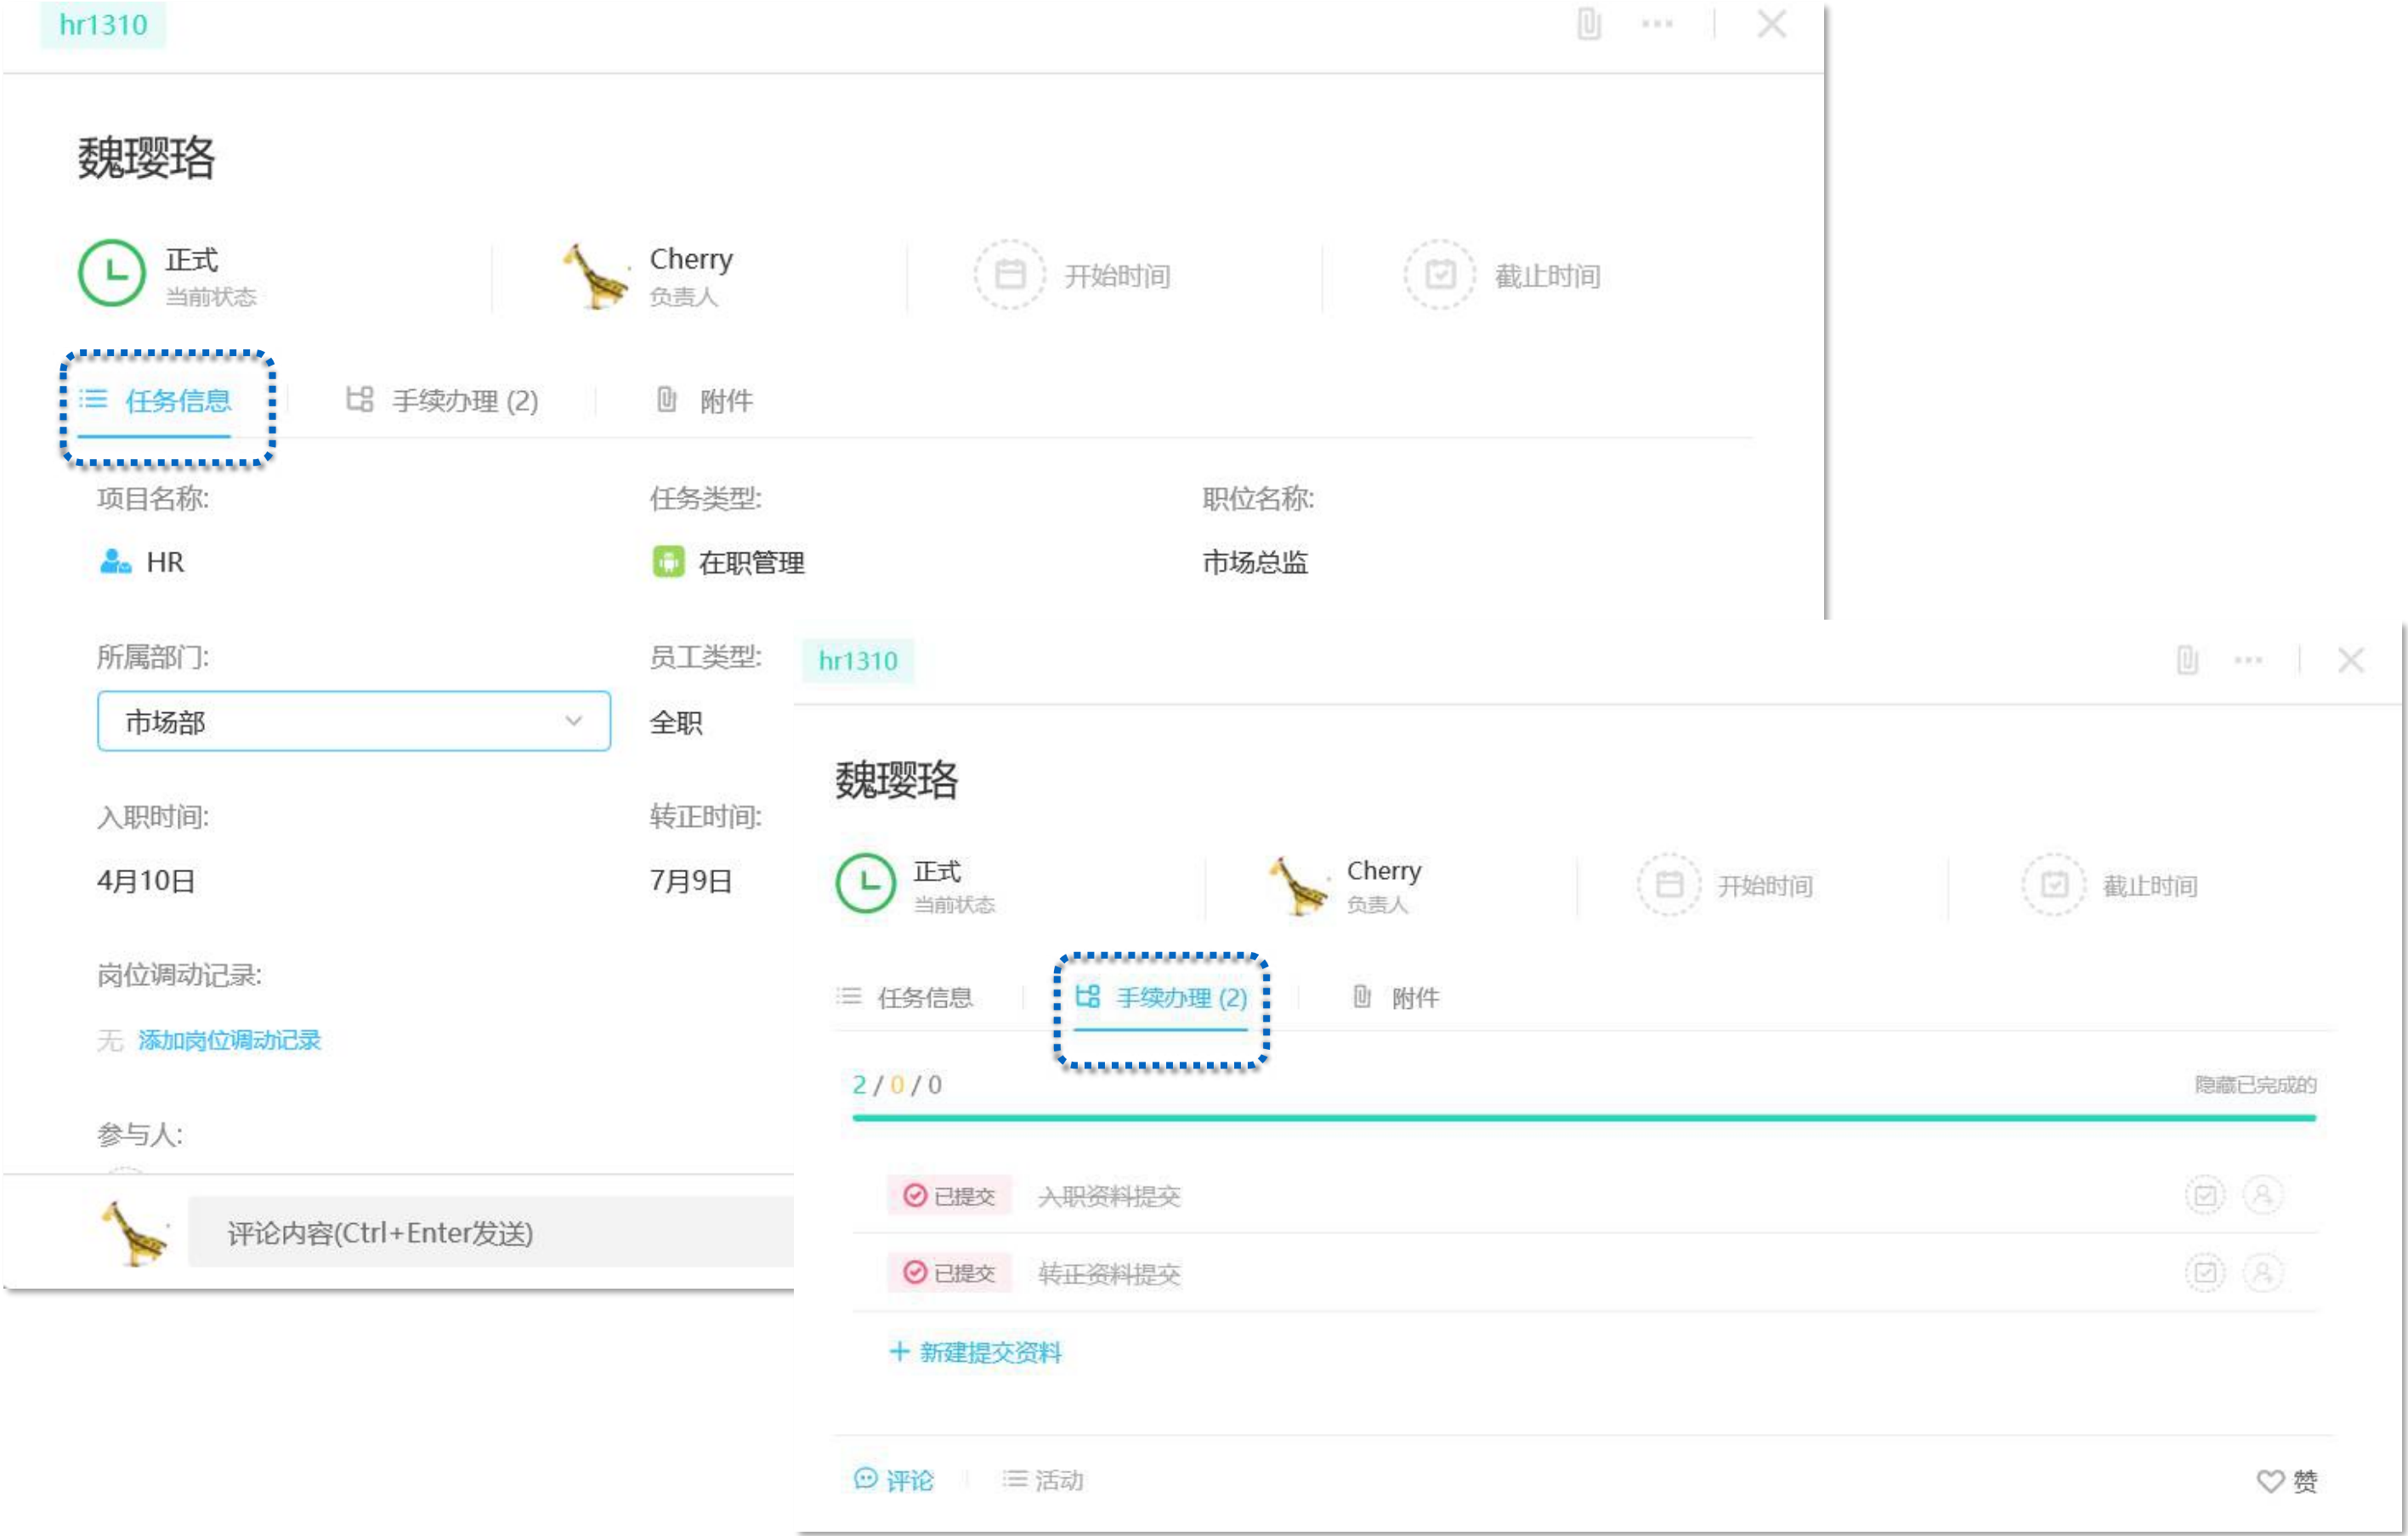 hr1310
魏璎珞
正式
当前状态
Cherry
负责人
开始时间
截止时间
任务信息
手续办理 (2)
附件
项目名称:
任务类型:
职位名称:
HR
在职管理
市场总监
所属部门:
员工类型:
市场部
全职
入职时间:
转正时间:
4月10日
7月9日
岗位调动记录:
无 添加岗位调动记录
参与人:
评论内容(Ctrl+Enter发送)
hr1310
魏璎珞
正式
当前状态
Cherry
负责人
开始时间
截止时间
任务信息
手续办理 (2)
附件
2 / 0 / 0
隐藏已完成的
已提交 入职资料提交
已提交 转正资料提交
+ 新建提交资料
评论
活动
赞